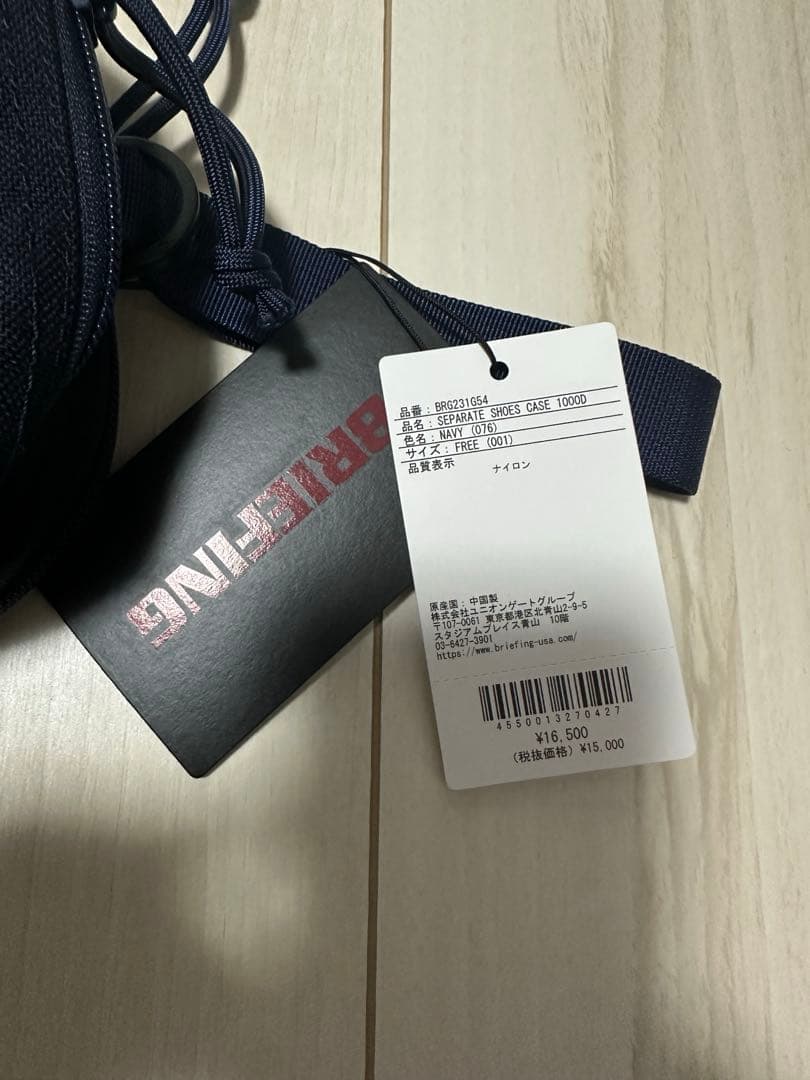 BRIEFING
品番：BRG231G54
品名：SEPARATE SHOES CASE 1000D
色名：NAVY (076)
サイズ：FREE (001)
品質表示 ナイロン
原産国：中国製
株式会社ユニオンゲートグループ
〒107-0061 東京都港区北青山2-9-5
スタジアムプレイス青山 10階
03-6427-3901
https://www.briefing-usa.com/
4550013270427
¥16,500
(税抜価格) ¥15,000